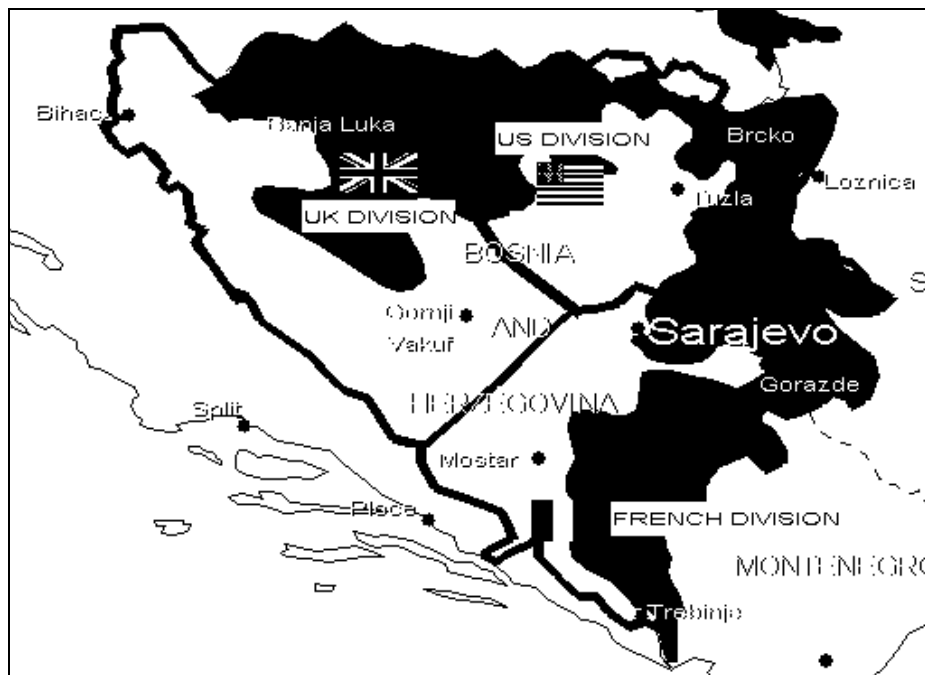 Bihac
Banja Luka
US DIVISION
Brcko
Loznica
Tuzla
UK DIVISION
BOSNIA
S
Gornji
Vakuf
AND
Sarajevo
Gorazde
HERZEGOVINA
Split
Mostar
Ploce
FRENCH DIVISION
MONTENEGRO
Trebinje